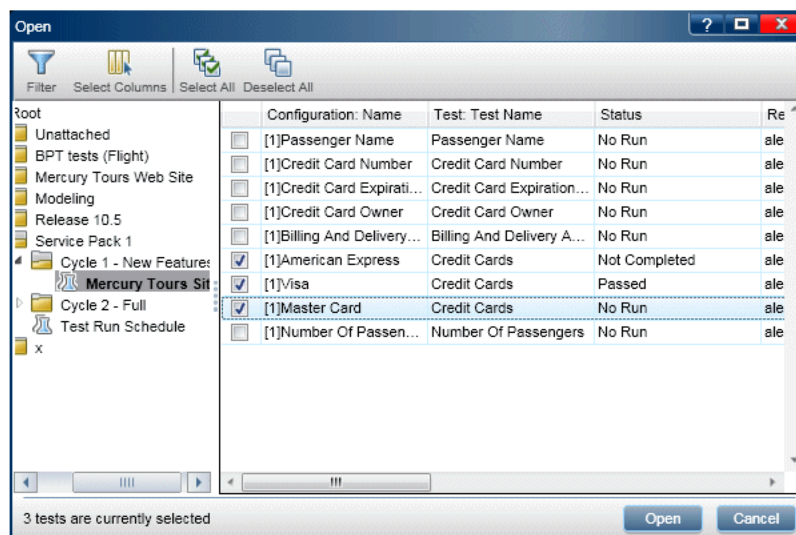 Open
?
X
Filter Select Columns Select All Deselect All
Root
Unattached
BPT tests (Flight)
Mercury Tours Web Site
Modeling
Release 10.5
Service Pack 1
Cycle 1 - New Features
Mercury Tours Sit
Cycle 2 - Full
Test Run Schedule
x
Configuration: Name Test: Test Name Status Re
[1]Passenger Name Passenger Name No Run ale
[1]Credit Card Number Credit Card Number No Run ale
[1]Credit Card Expirati... Credit Card Expiration... No Run ale
[1]Credit Card Owner Credit Card Owner No Run ale
[1]Billing And Delivery... Billing And Delivery A... No Run ale
[1]American Express Credit Cards Not Completed ale
[1]Visa Credit Cards Passed ale
[1]Master Card Credit Cards No Run ale
[1]Number Of Passen... Number Of Passengers No Run ale
3 tests are currently selected
Open Cancel